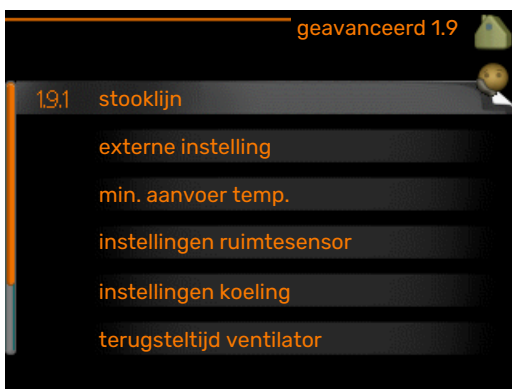 geavanceerd 1.9
1.9.1 stooklijn
externe instelling
min. aanvoer temp.
instellingen ruimtesensor
instellingen koeling
terugsteltijd ventilator